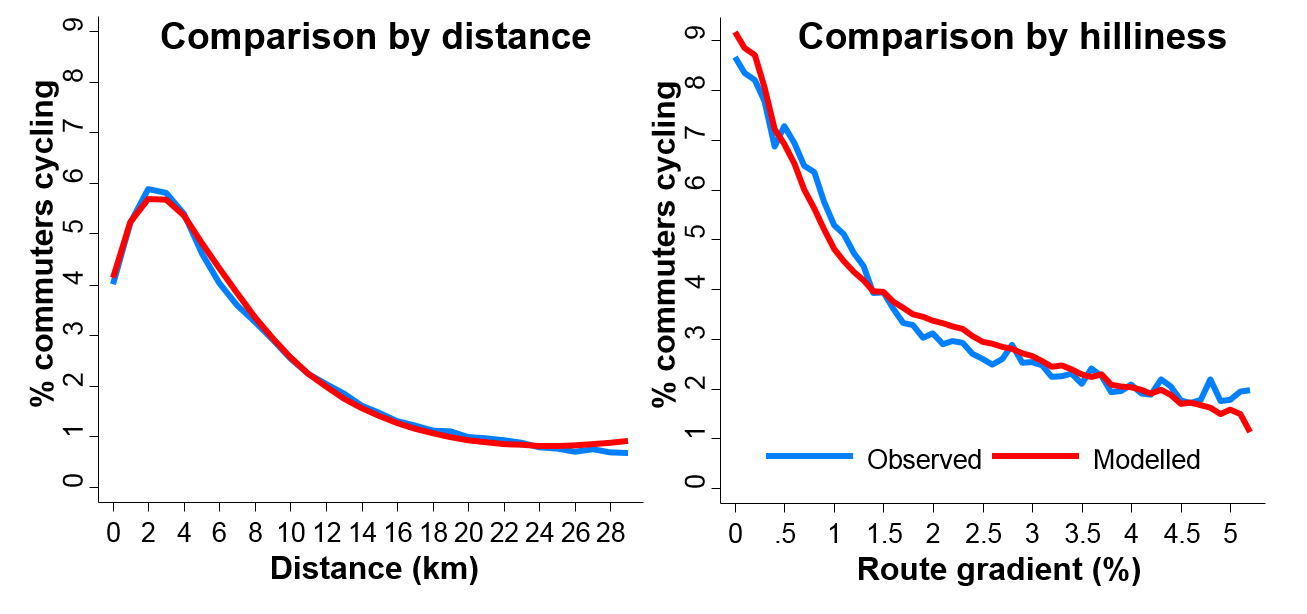 Comparison by distance
% commuters cycling
9
8
7
6
5
4
3
2
1
0
0 2 4 6 8 10 12 14 16 18 20 22 24 26 28
Distance (km)
Comparison by hilliness
% commuters cycling
9
8
7
6
5
4
3
2
1
0
Observed Modelled
0 .5 1 1.5 2 2.5 3 3.5 4 4.5 5
Route gradient (%)